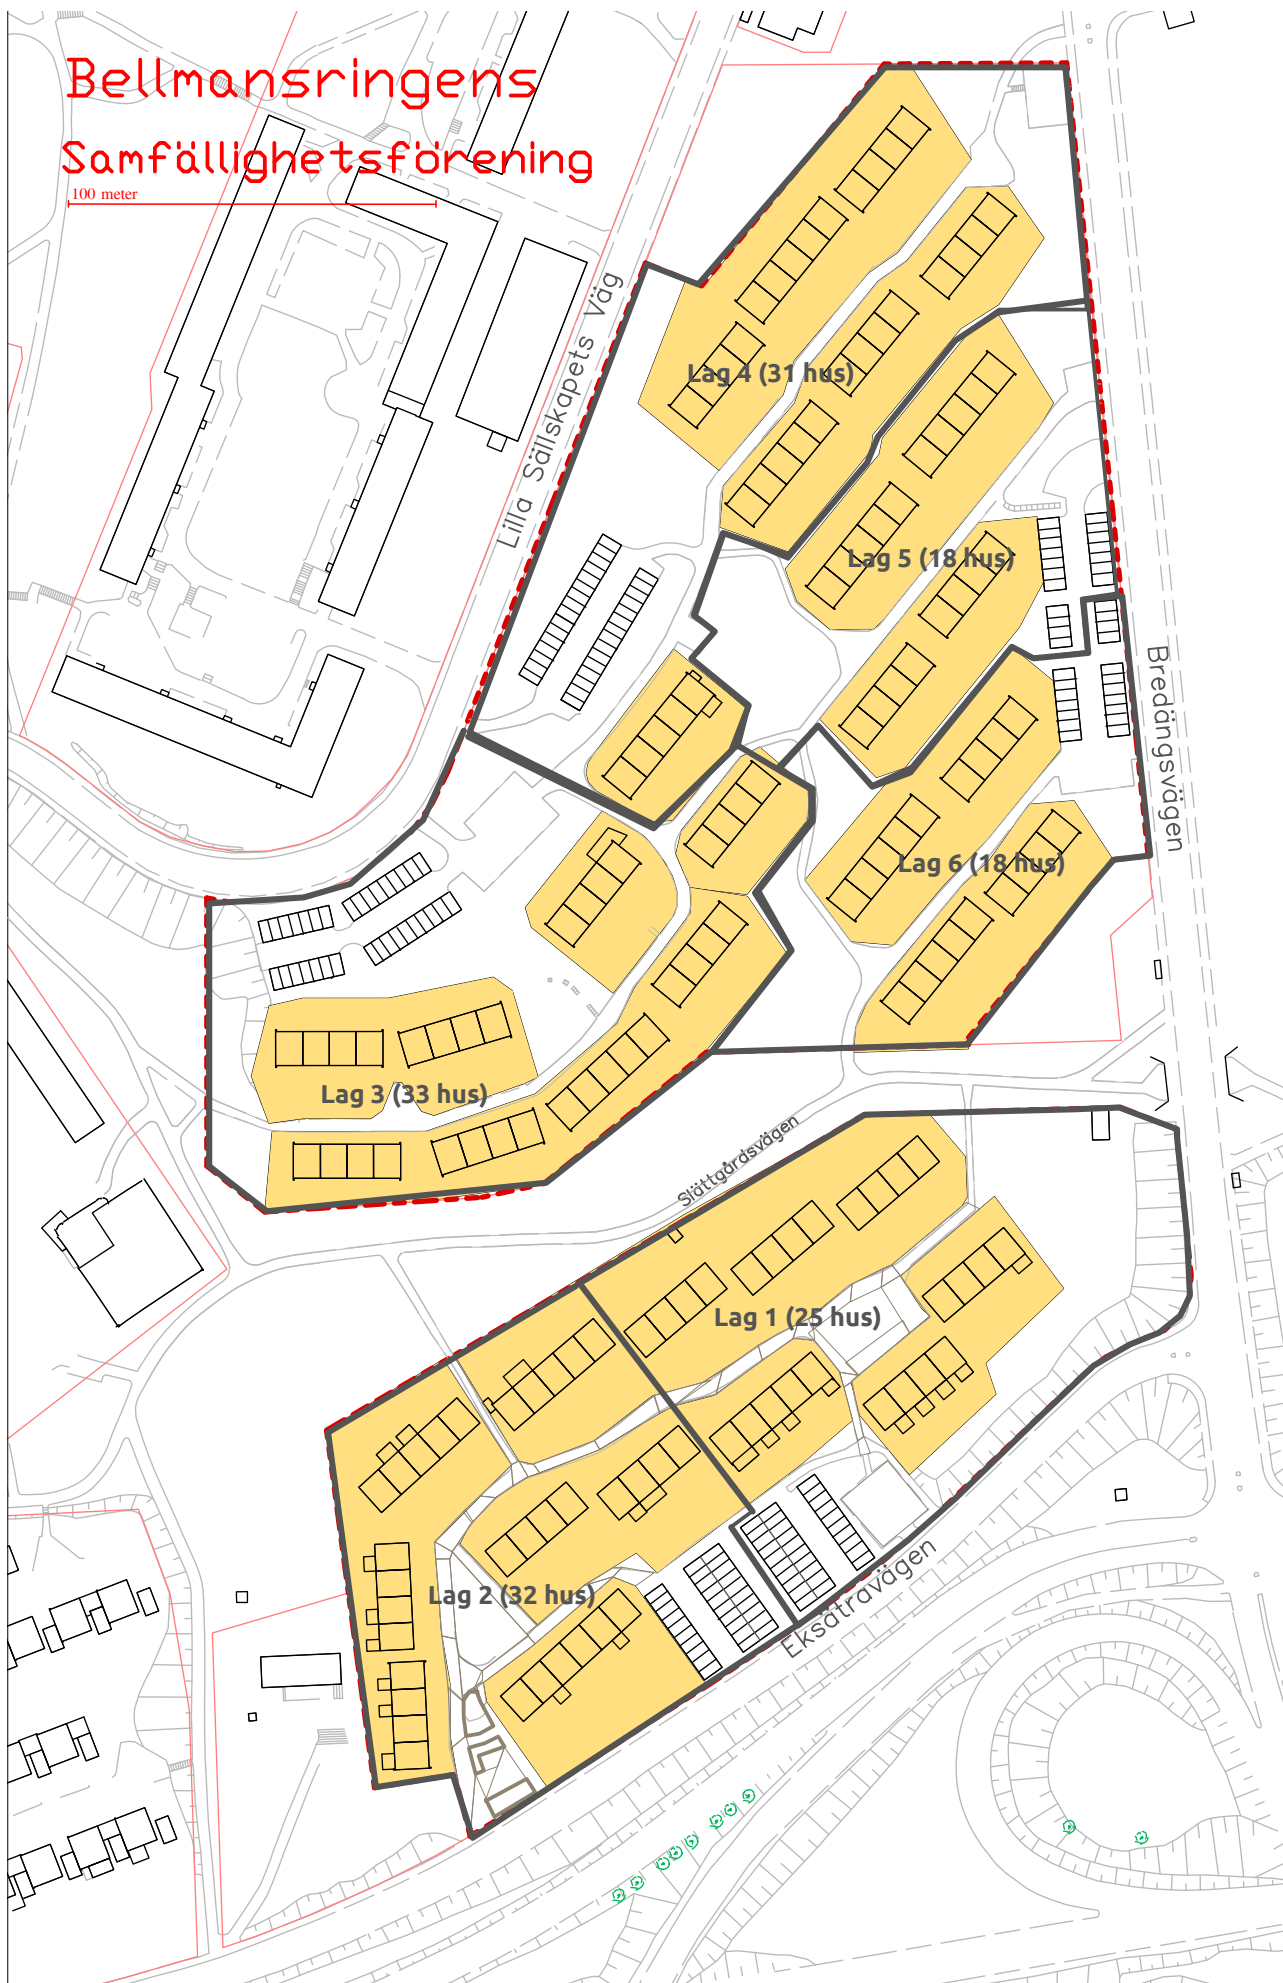 Bellmansringens
Samfällighetsförening
100 meter
Lilla Sällskapets Väg
Lag 4 (31 hus)
Lag 5 (18 hus)
Bredängsvägen
Lag 6 (18 hus)
Lag 3 (33 hus)
Slättgårdsvägen
Lag 1 (25 hus)
Lag 2 (32 hus)
Eksätravägen